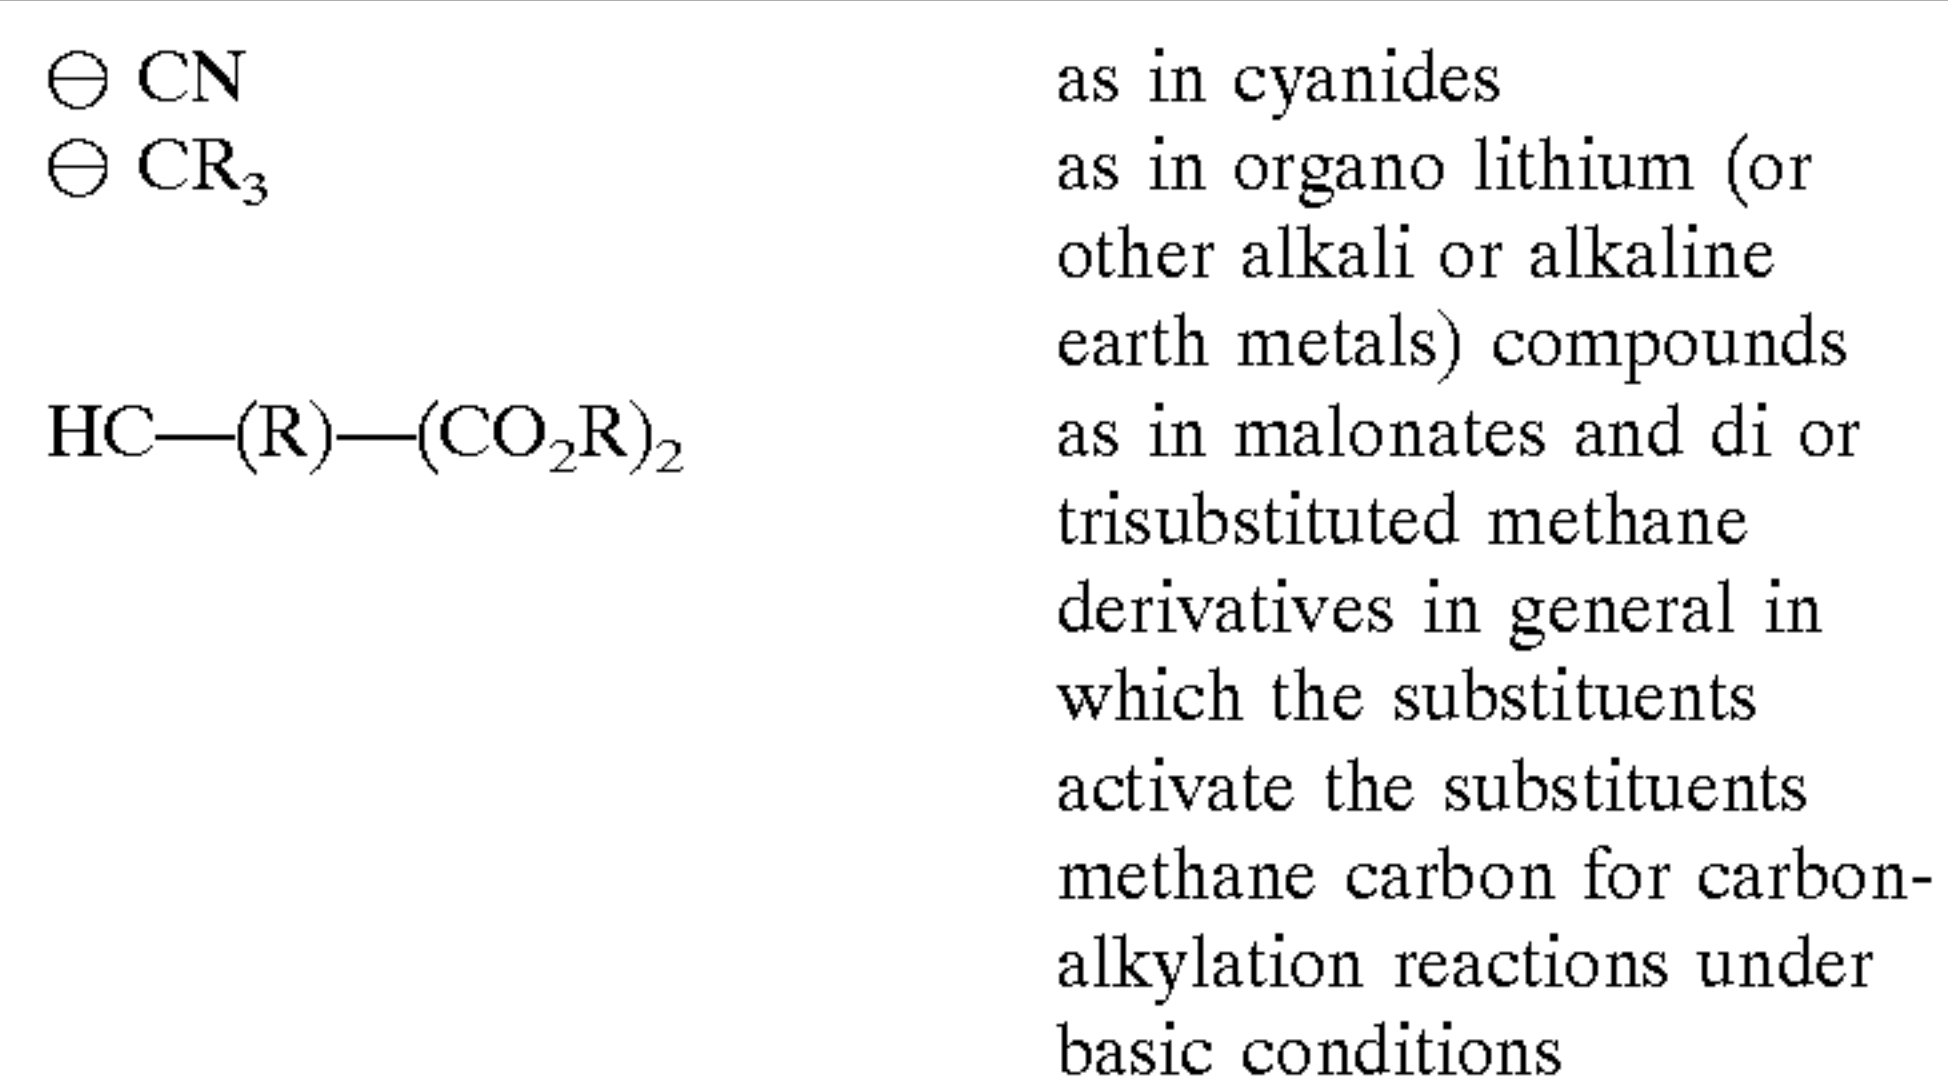 ⊖ CN as in cyanides
⊖ CR₃ as in organo lithium (or
other alkali or alkaline
earth metals) compounds
HC—(R)—(CO₂R)₂ as in malonates and di or
trisubstituted methane
derivatives in general in
which the substituents
activate the substituents
methane carbon for carbon-
alkylation reactions under
basic conditions